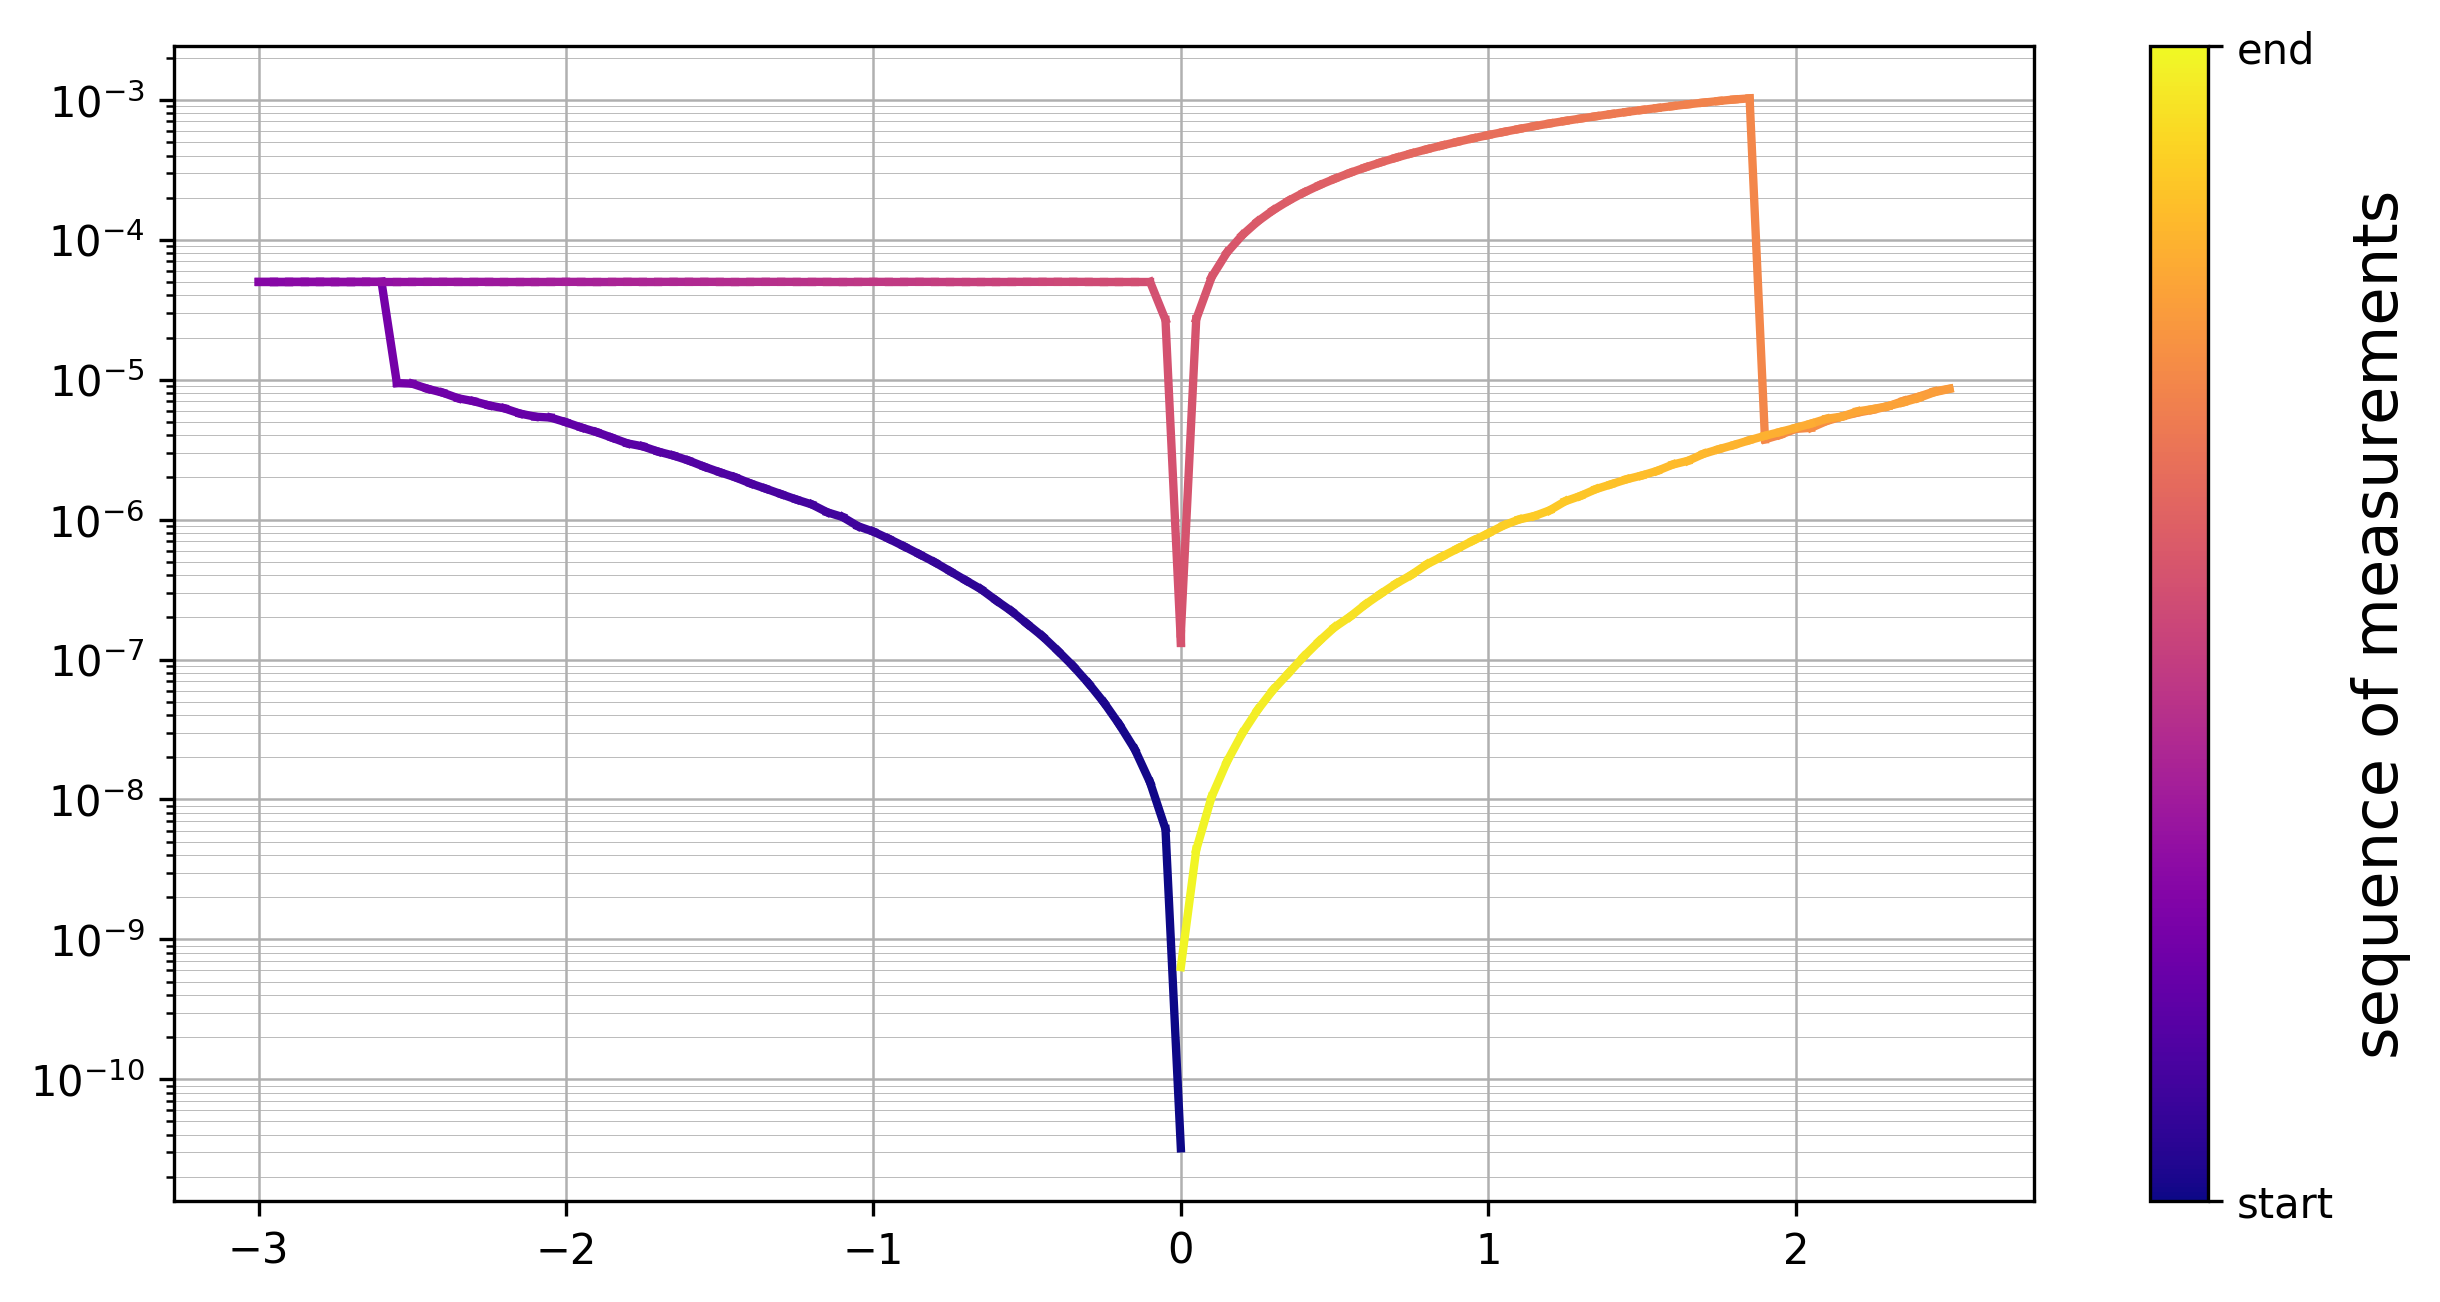 10⁻³
10⁻⁴
10⁻⁵
10⁻⁶
10⁻⁷
10⁻⁸
10⁻⁹
10⁻¹⁰
−3 −2 −1 0 1 2
end
start
sequence of measurements